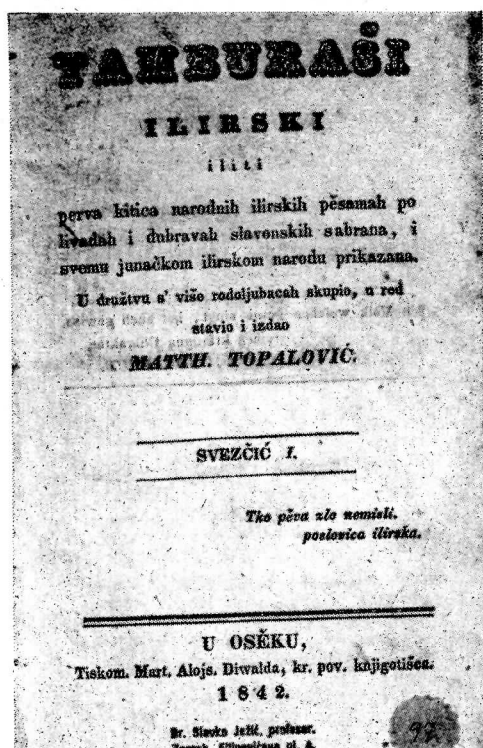 TAMBURAŠI
ILIRSKI
iliti
perva kitica narodnih ilirskih pěsamah po
livadah i dubravah slavonskih sabrana, i
svemu junačkom ilirskom narodu prikazana.
U družtvu s' više rodoljubacah skupio, u red
stavio i izdao
MATTH. TOPALOVIĆ.
SVEZČIĆ I.
Tko pěva zlo nemisli.
poslovica ilirska.
U OSĚKU,
Tiskom. Mart. Alojs. Diwalda, kr. pov. knjigotišca.
1842.
Dr. Slavko Ježić, profesor.
Zagreb,